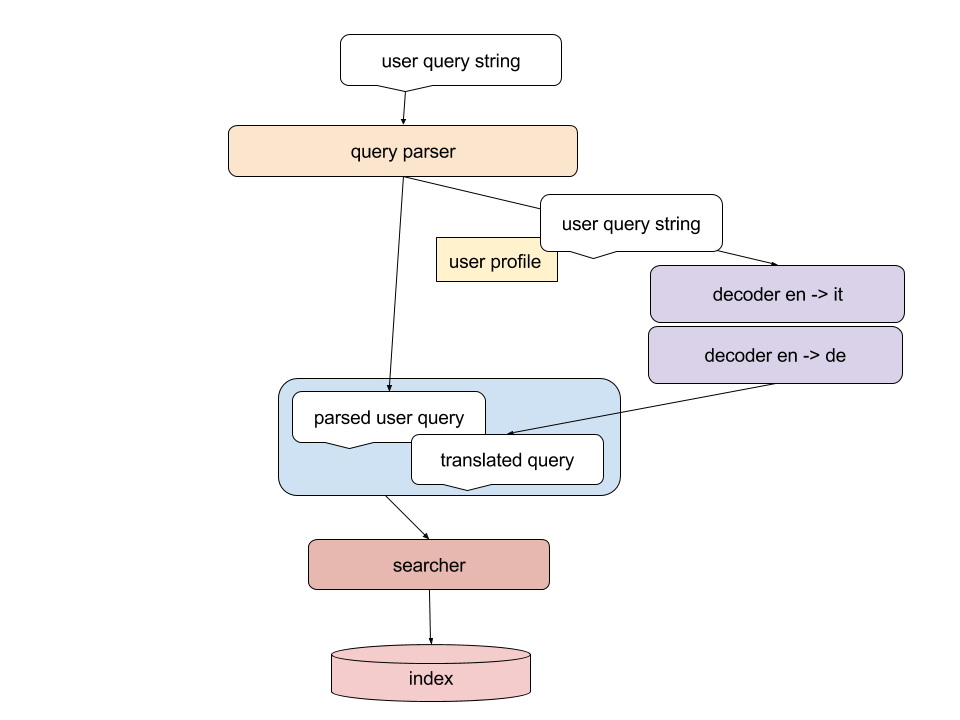 user query string
query parser
user query string
user profile
decoder en -> it
decoder en -> de
parsed user query
translated query
searcher
index